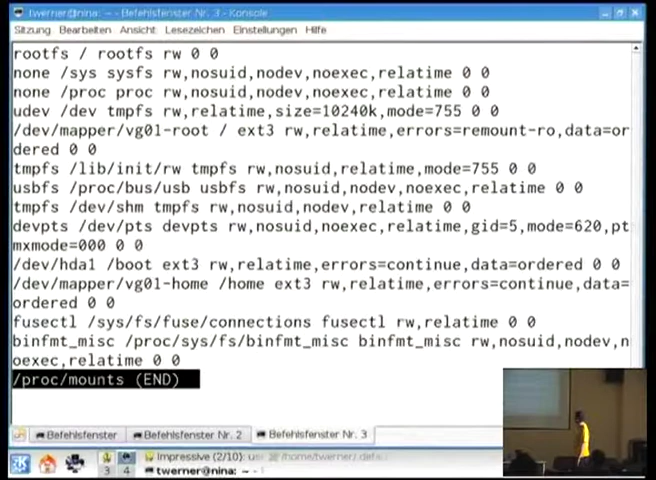 twerner@nina: ~ - Befehlsfenster Nr. 3 - Konsole
Sitzung Bearbeiten Ansicht Lesezeichen Einstellungen Hilfe
rootfs / rootfs rw 0 0
none /sys sysfs rw,nosuid,nodev,noexec,relatime 0 0
none /proc proc rw,nosuid,nodev,noexec,relatime 0 0
udev /dev tmpfs rw,relatime,size=10240k,mode=755 0 0
/dev/mapper/vg01-root / ext3 rw,relatime,errors=remount-ro,data=or
dered 0 0
tmpfs /lib/init/rw tmpfs rw,nosuid,relatime,mode=755 0 0
usbfs /proc/bus/usb usbfs rw,nosuid,nodev,noexec,relatime 0 0
tmpfs /dev/shm tmpfs rw,nosuid,nodev,relatime 0 0
devpts /dev/pts devpts rw,nosuid,noexec,relatime,gid=5,mode=620,pt
mxmode=000 0 0
/dev/hda1 /boot ext3 rw,relatime,errors=continue,data=ordered 0 0
/dev/mapper/vg01-home /home ext3 rw,relatime,errors=continue,data=
ordered 0 0
fusectl /sys/fs/fuse/connections fusectl rw,relatime 0 0
binfmt_misc /proc/sys/fs/binfmt_misc binfmt_misc rw,nosuid,nodev,n
oexec,relatime 0 0
/proc/mounts (END)
Befehlsfenster Befehlsfenster Nr. 2 Befehlsfenster Nr. 3
1 2 Impressive (2/10): /home/twerner/
3 4 twerner@nina: ~ -